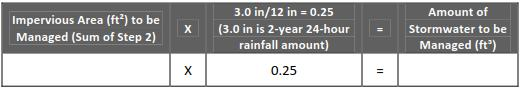 Impervious Area (ft²) to be
Managed (Sum of Step 2)
X
3.0 in/12 in = 0.25
(3.0 in is 2-year 24-hour
rainfall amount)
=
Amount of
Stormwater to be
Managed (ft³)
X
0.25
=